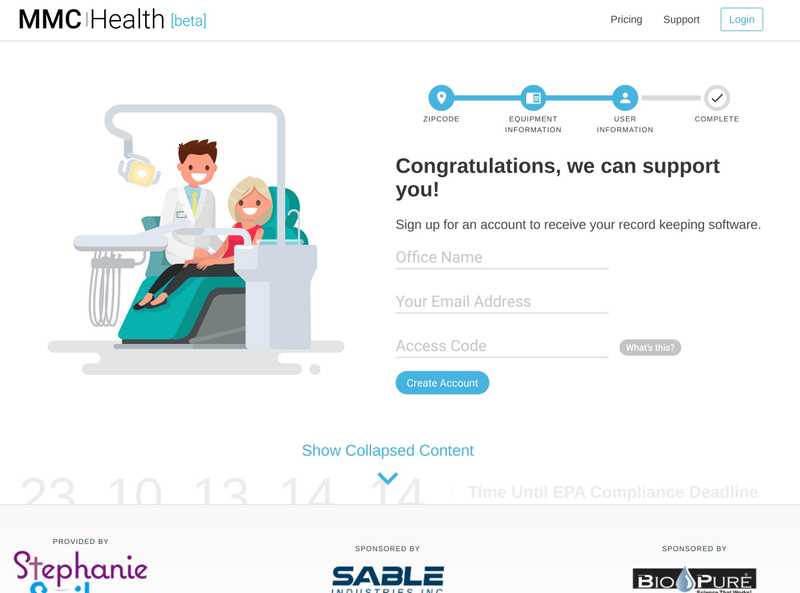 MMC|Health [beta]
Pricing
Support
Login
ZIPCODE
EQUIPMENT
INFORMATION
USER
INFORMATION
COMPLETE
Congratulations, we can support
you!
Sign up for an account to receive your record keeping software.
Office Name
Your Email Address
Access Code
What's this?
Create Account
Show Collapsed Content
23 10 13 14 14
Time Until EPA Compliance Deadline
PROVIDED BY
Stephanie
SPONSORED BY
SABLE
INDUSTRIES INC
SPONSORED BY
BIO PURE
Science That Works!